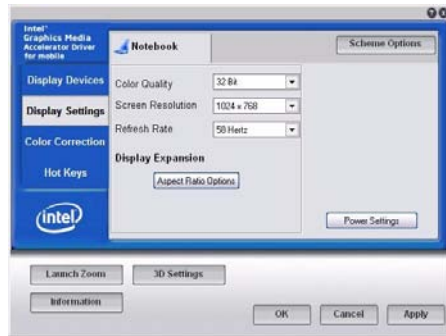 Intel®
Graphics Media
Accelerator Driver
for mobile
Notebook
Scheme Options
Display Devices
Display Settings
Color Correction
Hot Keys
Color Quality
32 Bit
Screen Resolution
1024 x 768
Refresh Rate
50 Hertz
Display Expansion
Aspect Ratio Options
intel
Power Settings
Launch Zoom
3D Settings
Information
OK
Cancel
Apply